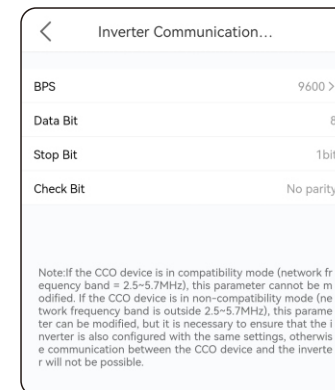 Inverter Communication...
BPS 9600 >
Data Bit 8
Stop Bit 1bit
Check Bit No parity
Note:If the CCO device is in compatibility mode (network fr
equency band = 2.5~5.7MHz), this parameter cannot be m
odified. If the CCO device is in non-compatibility mode (ne
twork frequency band is outside 2.5~5.7MHz), this parame
ter can be modified, but it is necessary to ensure that the i
nverter is also configured with the same settings, otherwis
e communication between the CCO device and the inverte
r will not be possible.